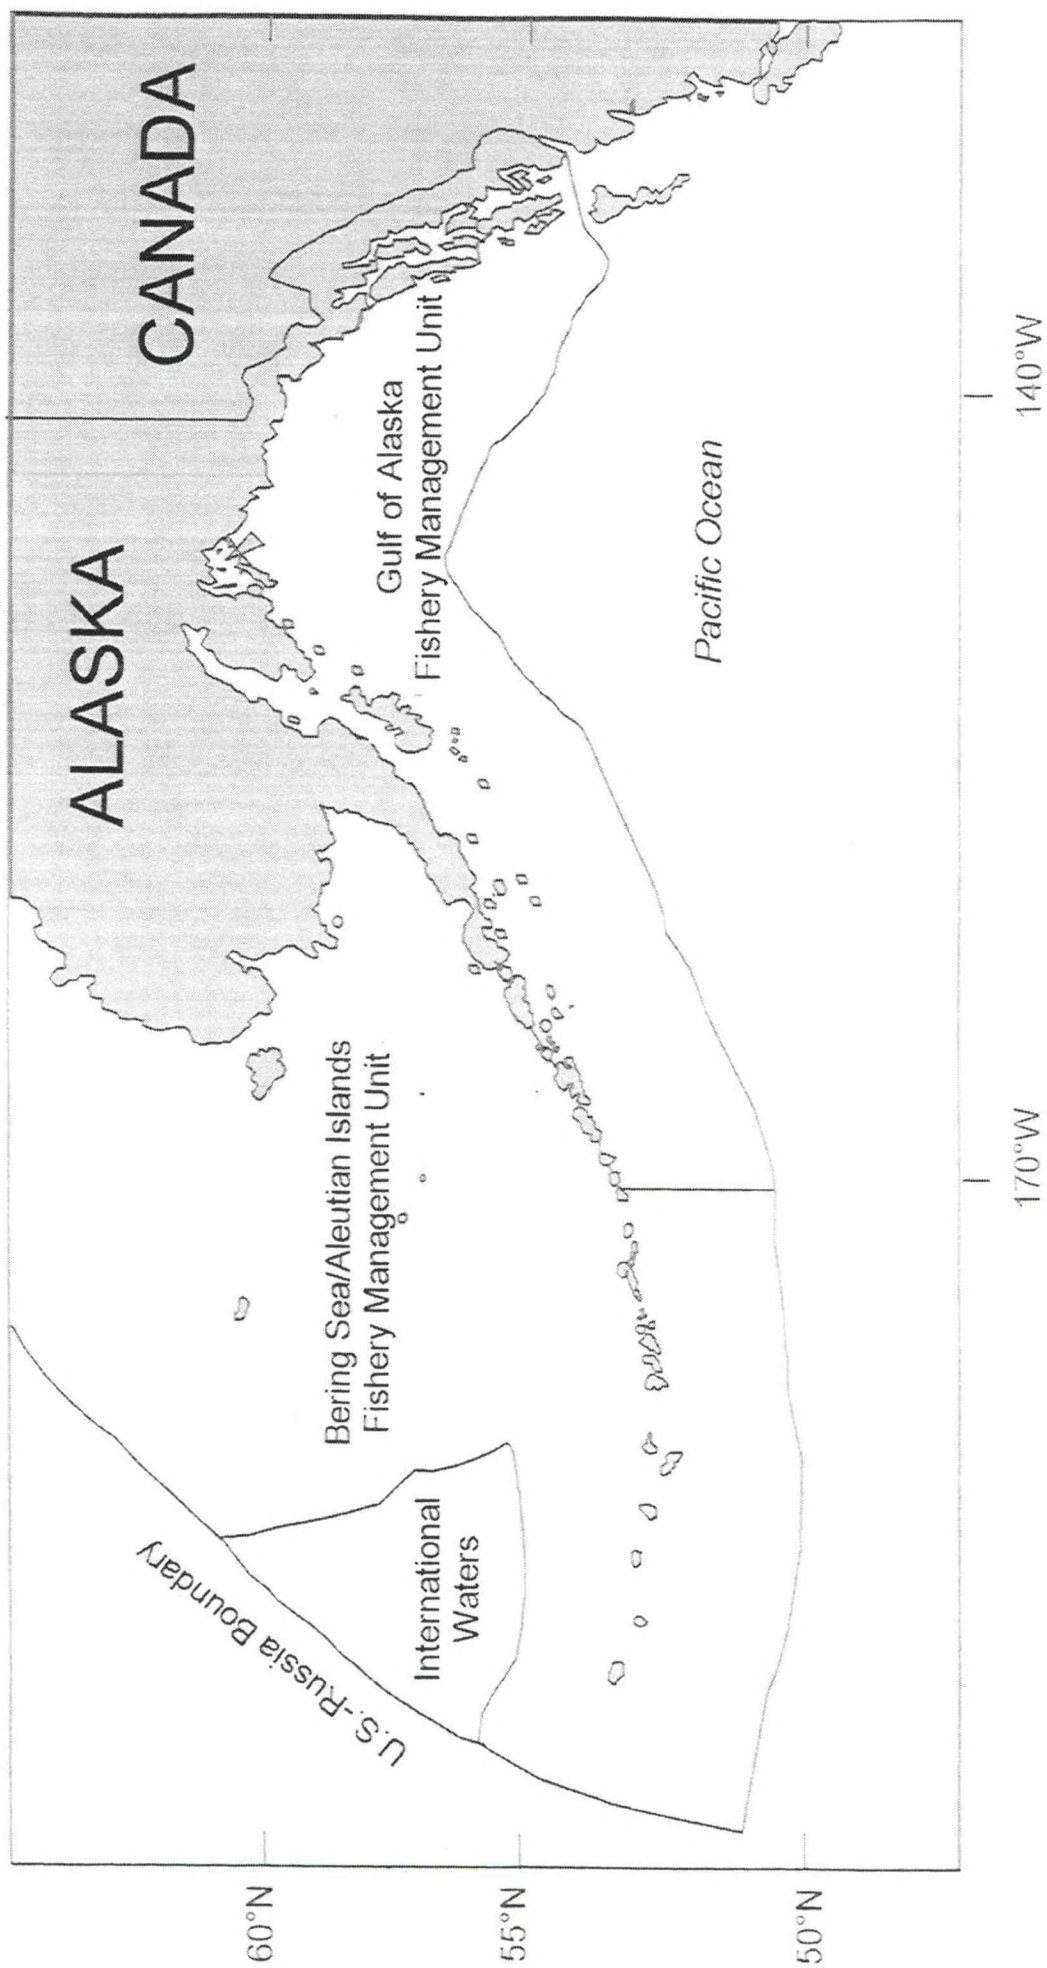 CANADA
ALASKA
Gulf of Alaska
Fishery Management Unit
Bering Sea/Aleutian Islands
Fishery Management Unit
Pacific Ocean
International
Waters
U.S.-Russia Boundary
60°N
55°N
50°N
170°W
140°W